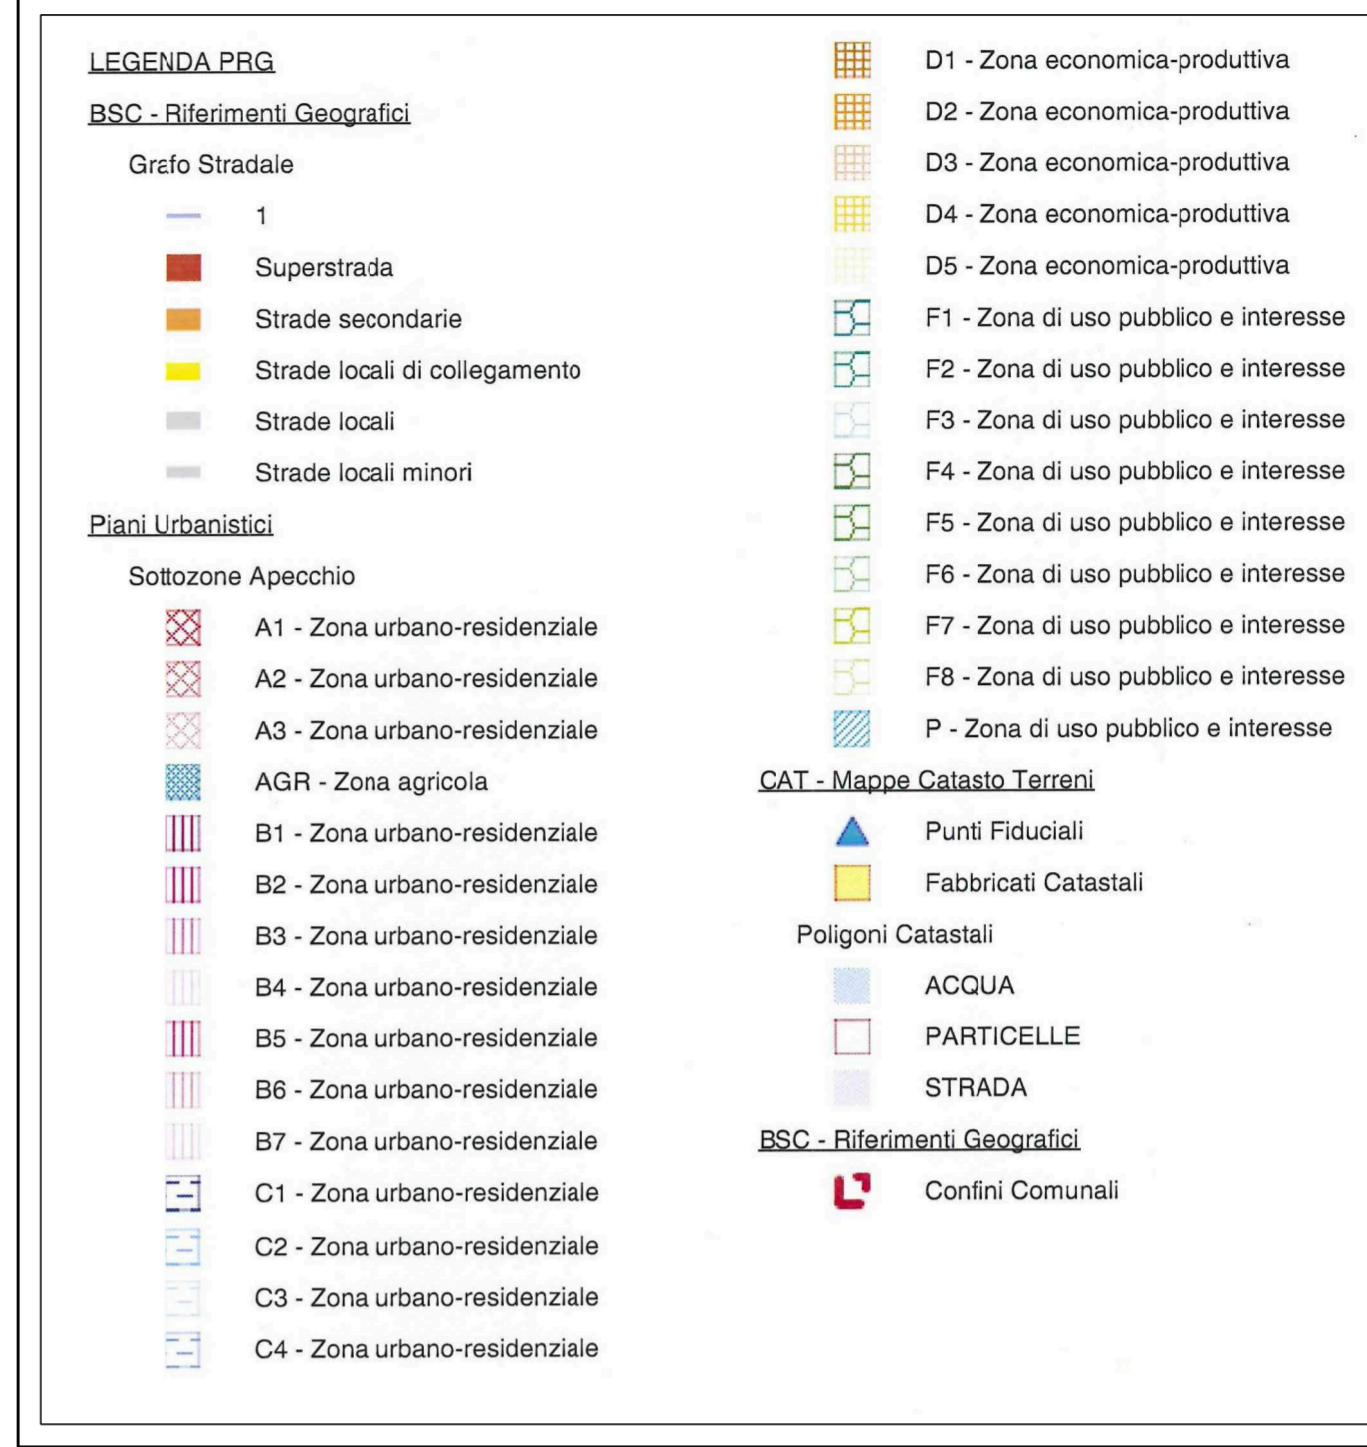 LEGENDA PRG
BSC - Riferimenti Geografici
Grafo Stradale
1
Superstrada
Strade secondarie
Strade locali di collegamento
Strade locali
Strade locali minori
Piani Urbanistici
Sottozone Apecchio
A1 - Zona urbano-residenziale
A2 - Zona urbano-residenziale
A3 - Zona urbano-residenziale
AGR - Zona agricola
B1 - Zona urbano-residenziale
B2 - Zona urbano-residenziale
B3 - Zona urbano-residenziale
B4 - Zona urbano-residenziale
B5 - Zona urbano-residenziale
B6 - Zona urbano-residenziale
B7 - Zona urbano-residenziale
C1 - Zona urbano-residenziale
C2 - Zona urbano-residenziale
C3 - Zona urbano-residenziale
C4 - Zona urbano-residenziale
D1 - Zona economica-produttiva
D2 - Zona economica-produttiva
D3 - Zona economica-produttiva
D4 - Zona economica-produttiva
D5 - Zona economica-produttiva
F1 - Zona di uso pubblico e interesse
F2 - Zona di uso pubblico e interesse
F3 - Zona di uso pubblico e interesse
F4 - Zona di uso pubblico e interesse
F5 - Zona di uso pubblico e interesse
F6 - Zona di uso pubblico e interesse
F7 - Zona di uso pubblico e interesse
F8 - Zona di uso pubblico e interesse
P - Zona di uso pubblico e interesse
CAT - Mappe Catasto Terreni
Punti Fiduciali
Fabbricati Catastali
Poligoni Catastali
ACQUA
PARTICELLE
STRADA
BSC - Riferimenti Geografici
Confini Comunali